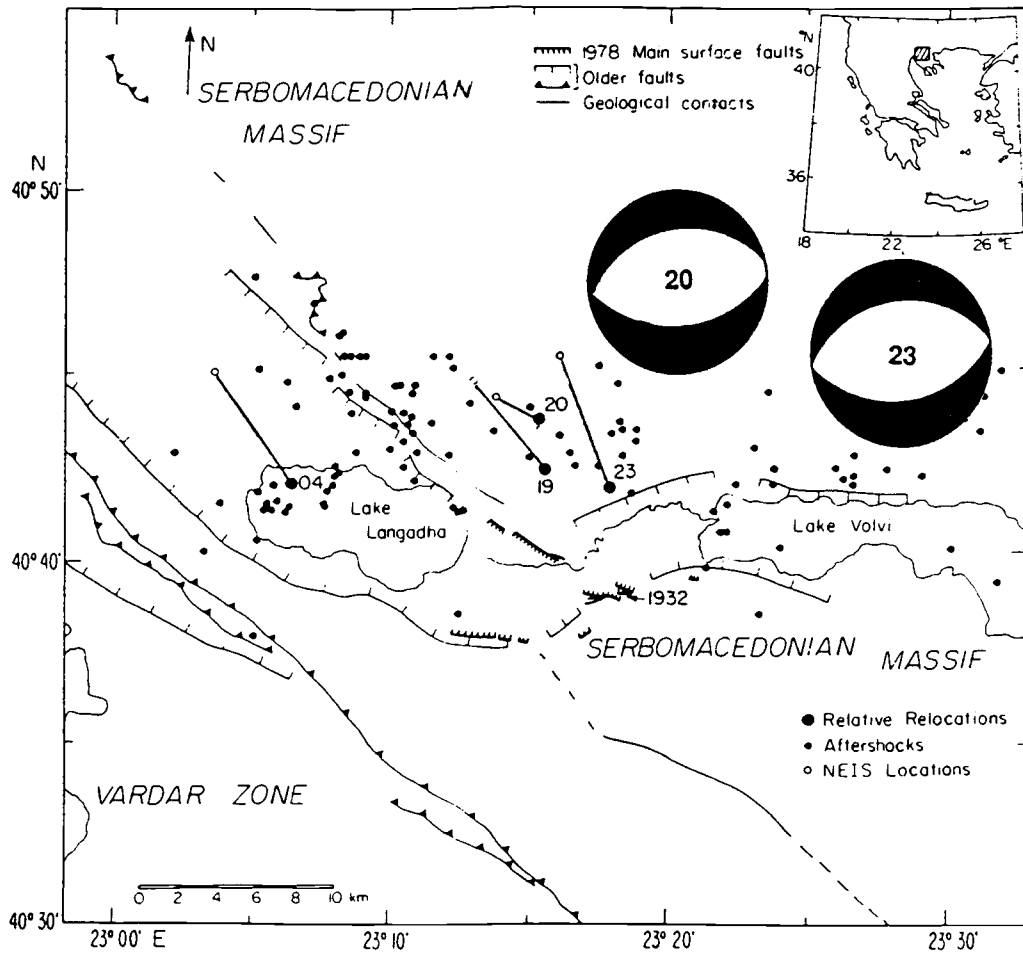 N
SERBOMACEDONIAN
MASSIF
1978 Main surface faults
Older faults
Geological contacts
°N
40
36
18
22
26
°E
N
40° 50'
20
23
20
04
19
23
Lake
Langadha
Lake Volvi
40° 40'
1932
SERBOMACEDONIAN
MASSIF
Relative Relocations
Aftershocks
NEIS Locations
VARDAR ZONE
0 2 4 6 8 10 km
40° 30'
23° 00' E
23° 10'
23° 20'
23° 30'